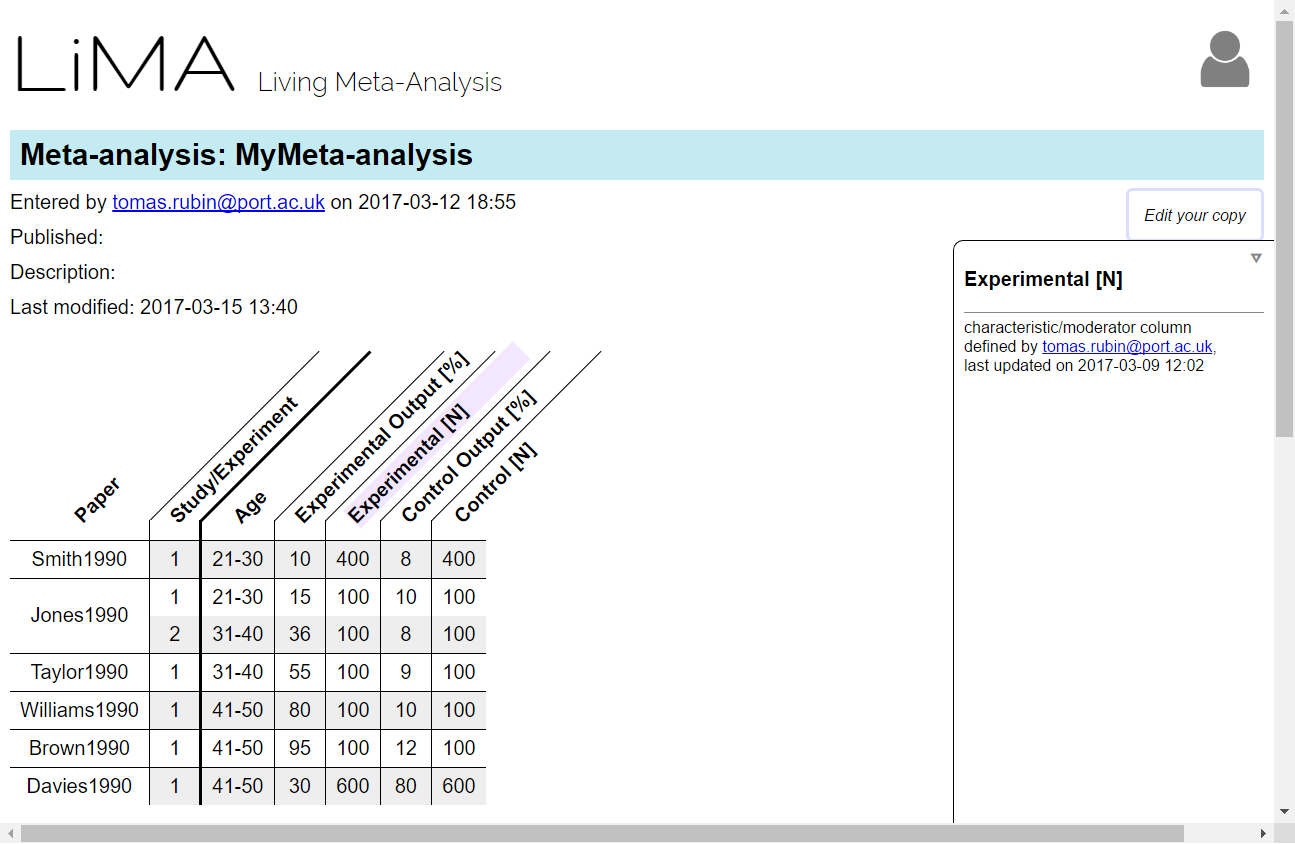 LiMA Living Meta-Analysis
Meta-analysis: MyMeta-analysis
Entered by tomas.rubin@port.ac.uk on 2017-03-12 18:55
Published:
Description:
Last modified: 2017-03-15 13:40
Edit your copy
Experimental [N]
characteristic/moderator column
defined by tomas.rubin@port.ac.uk,
last updated on 2017-03-09 12:02
Paper Study/Experiment Age Experimental Output [%] Experimental [N] Control Output [%] Control [N]
Smith1990 1 21-30 10 400 8 400
Jones1990 1 21-30 15 100 10 100
2 31-40 36 100 8 100
Taylor1990 1 31-40 55 100 9 100
Williams1990 1 41-50 80 100 10 100
Brown1990 1 41-50 95 100 12 100
Davies1990 1 41-50 30 600 80 600